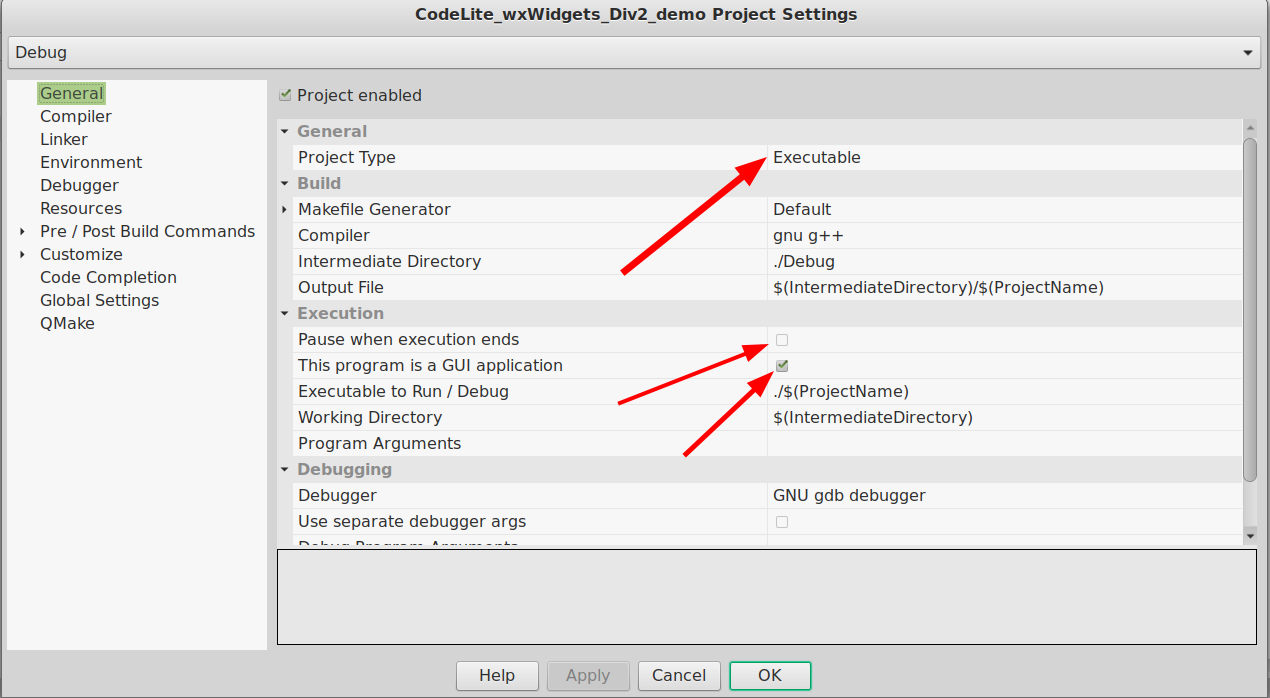 CodeLite_wxWidgets_Div2_demo Project Settings
Debug
General
Compiler
Linker
Environment
Debugger
Resources
Pre / Post Build Commands
Customize
Code Completion
Global Settings
QMake
Project enabled
General
Project Type Executable
Build
Makefile Generator Default
Compiler gnu g++
Intermediate Directory ./Debug
Output File $(IntermediateDirectory)/$(ProjectName)
Execution
Pause when execution ends
This program is a GUI application
Executable to Run / Debug ./$(ProjectName)
Working Directory $(IntermediateDirectory)
Program Arguments
Debugging
Debugger GNU gdb debugger
Use separate debugger args
Debug Program Arguments
Help Apply Cancel OK